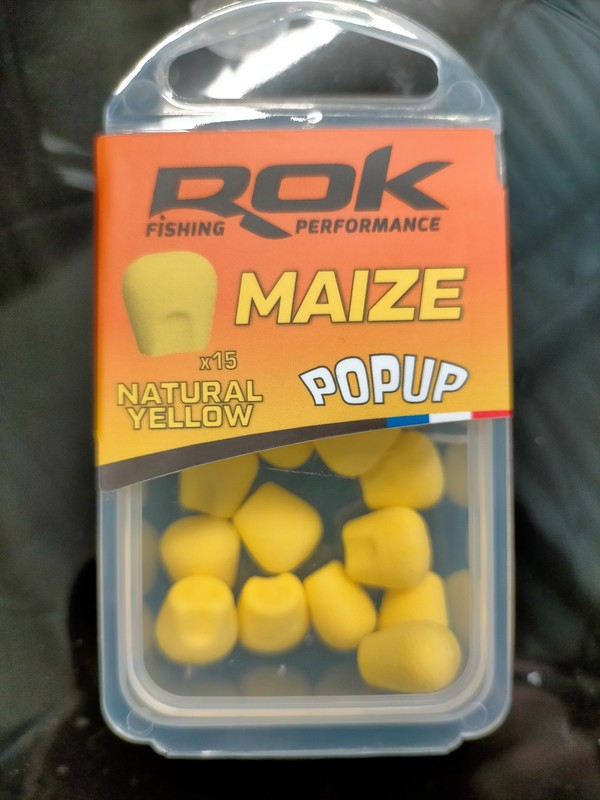 ROK
FISHING PERFORMANCE
MAIZE
x15
NATURAL
YELLOW
POPUP